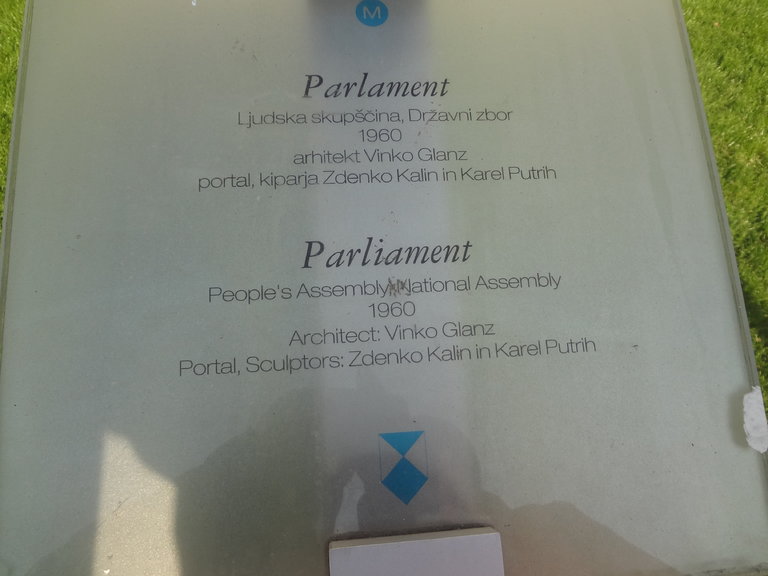 M
Parlament
Ljudska skupščina, Državni zbor
1960
arhitekt Vinko Glanz
portal, kiparja Zdenko Kalin in Karel Putrih
Parliament
People's Assembly, National Assembly
1960
Architect: Vinko Glanz
Portal, Sculptors: Zdenko Kalin in Karel Putrih